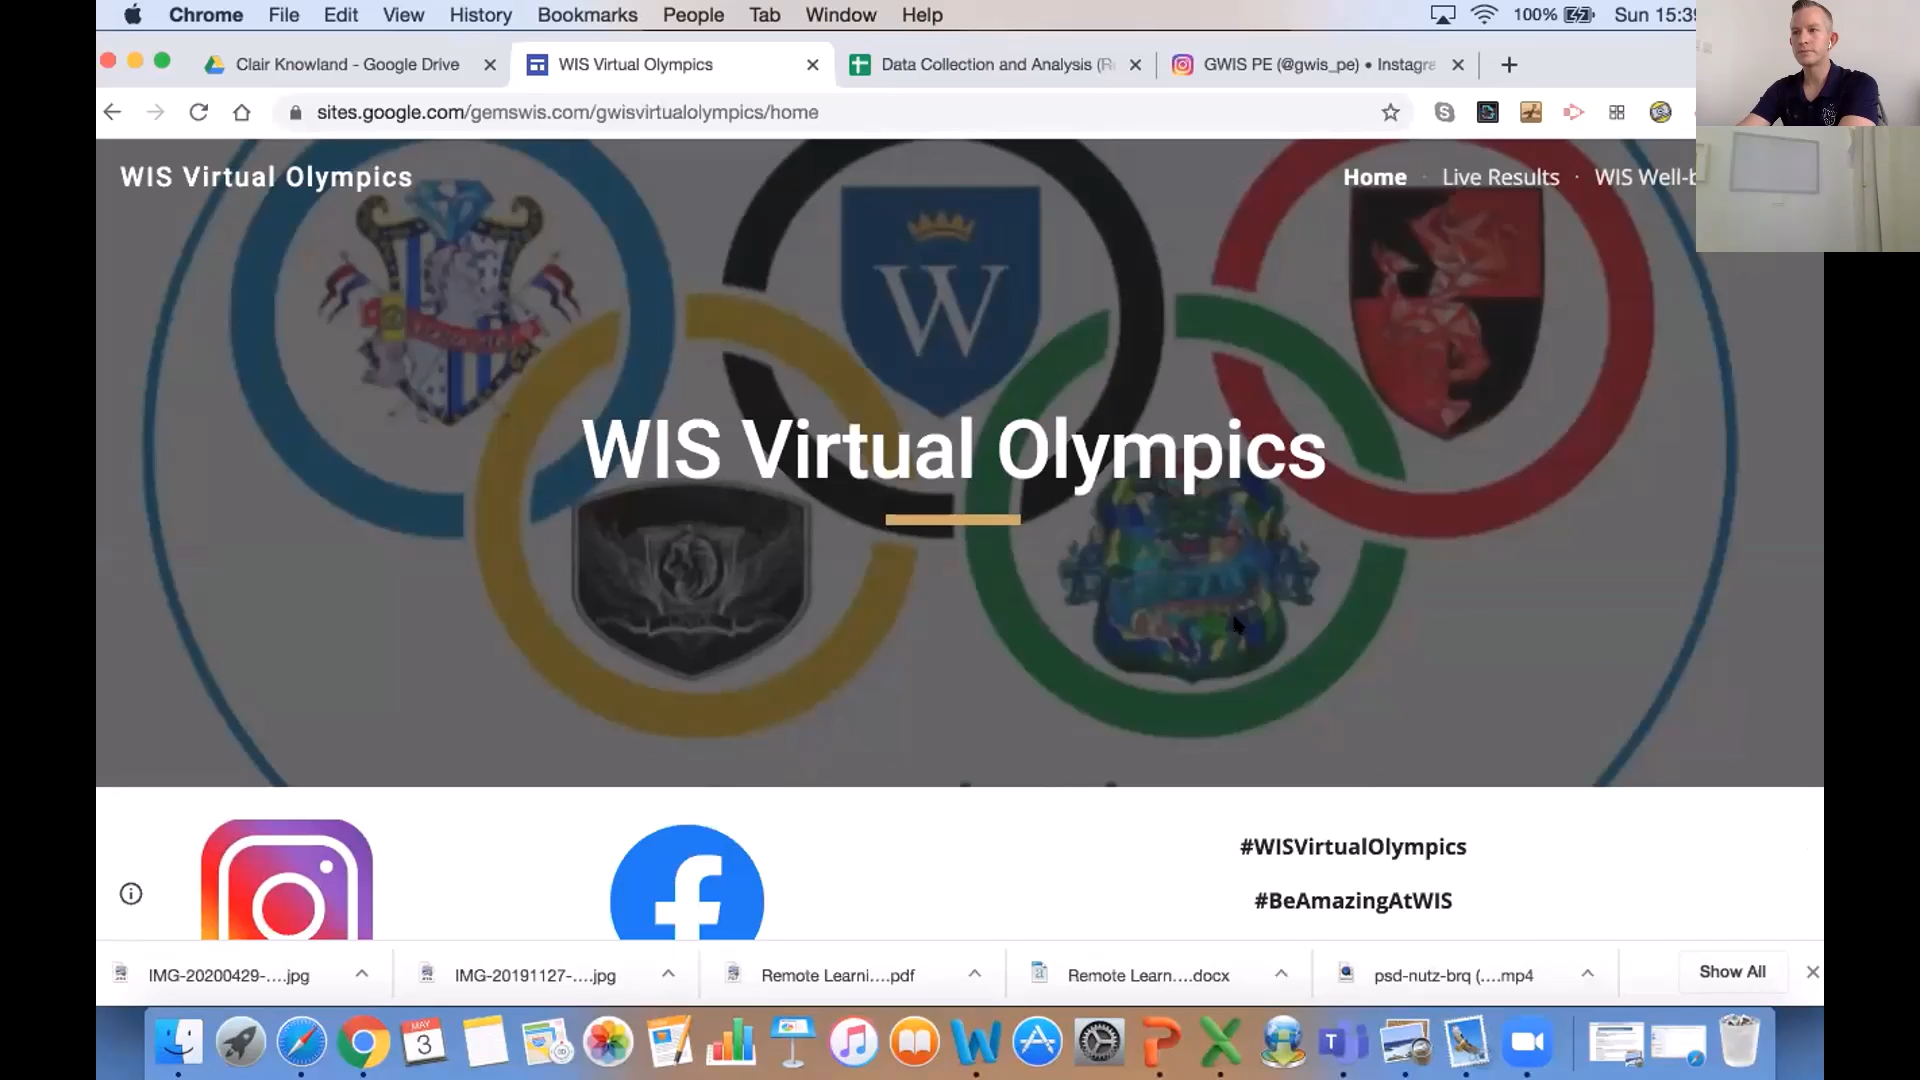 Chrome File Edit View History Bookmarks People Tab Window Help 100% Sun 15:39
Clair Knowland - Google Drive WIS Virtual Olympics Data Collection and Analysis (R GWIS PE (@gwis_pe) • Instagra
sites.google.com/gemswis.com/gwisvirtualolympics/home
WIS Virtual Olympics Home · Live Results · WIS Well-b
W
WIS Virtual Olympics
#WISVirtualOlympics
#BeAmazingAtWIS
IMG-20200429-....jpg IMG-20191127-....jpg Remote Learni....pdf Remote Learn....docx psd-nutz-brq (....mp4 Show All
MAY
3